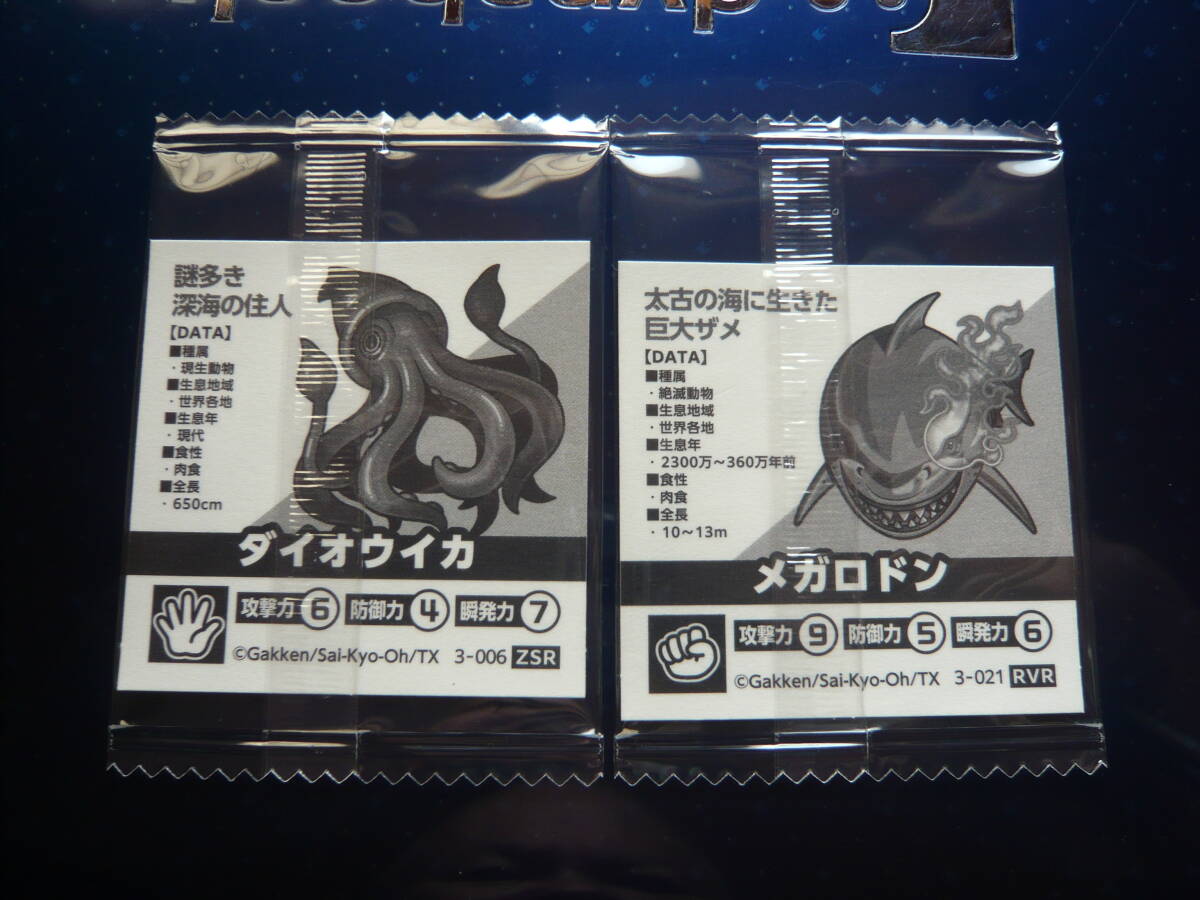 謎多き
深海の住人
【DATA】
■種属
・現生動物
■生息地域
・世界各地
■生息年
・現代
■食性
・肉食
■全長
・650cm
ダイオウイカ
攻撃力 6 防御力 4 瞬発力 7
©Gakken/Sai-Kyo-Oh/TX 3-006 ZSR
太古の海に生きた
巨大ザメ
【DATA】
■種属
・絶滅動物
■生息地域
・世界各地
■生息年
・2300万～360万年前
■食性
・肉食
■全長
・10～13m
メガロドン
攻撃力 9 防御力 5 瞬発力 6
©Gakken/Sai-Kyo-Oh/TX 3-021 RVR